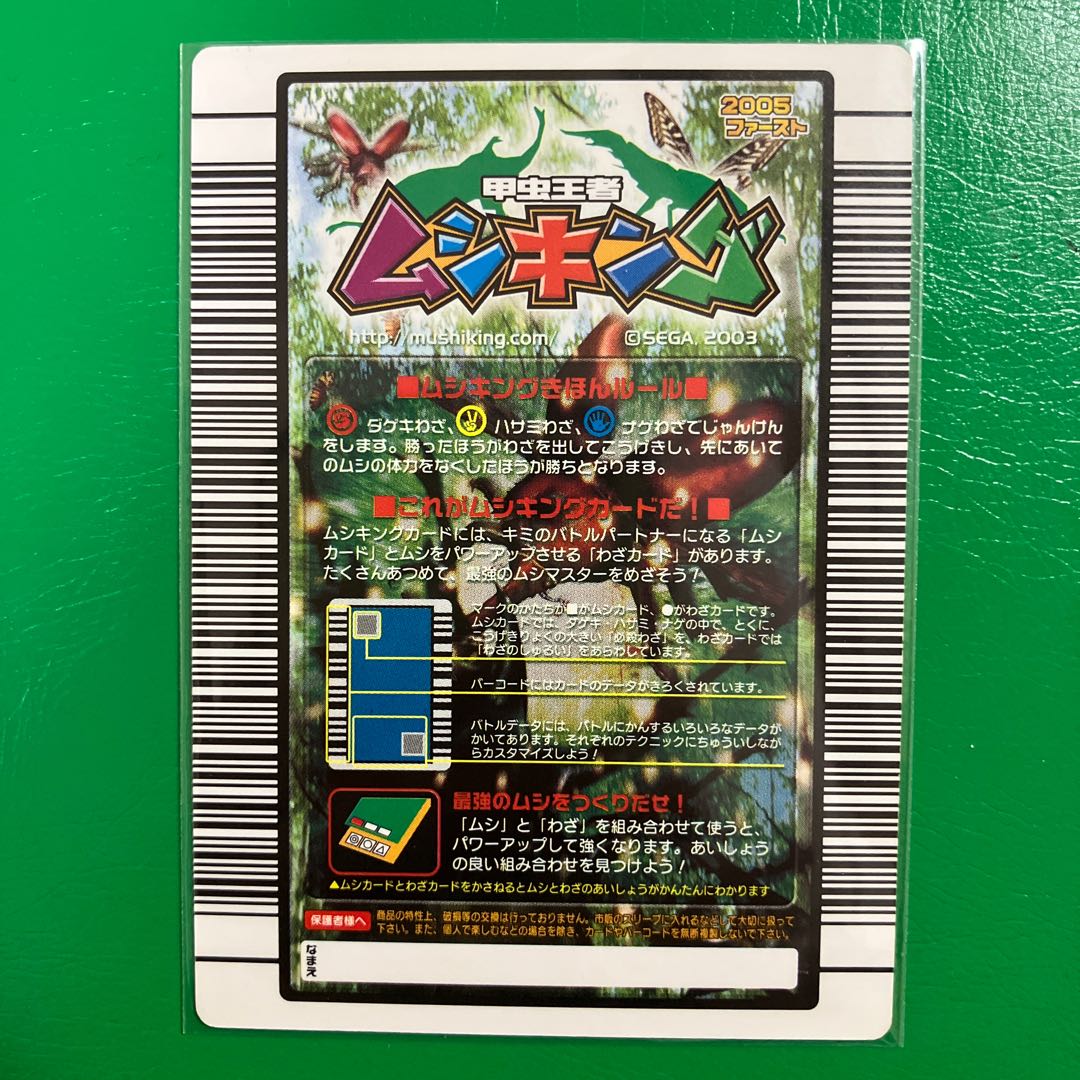 2005
ファースト
甲虫王者
ムシキング
http://mushiking.com/ ©SEGA, 2003
■ムシキングきほんルール■
ダゲキわざ、 ハサミわざ、 ナゲわざでじゃんけん
をします。勝ったほうがわざを出してこうげきし、先にあいて
のムシの体力をなくしたほうが勝ちとなります。
■これがムシキングカードだ！■
ムシキングカードには、キミのバトルパートナーになる「ムシ
カード」とムシをパワーアップさせる「わざカード」があります。
たくさんあつめて、最強のムシマスターをめざそう！
マークのかたちが■がムシカード、●がわざカードです。
ムシカードでは、ダゲキ・ハサミ・ナゲの中で、とくに、
こうげきりょくの大きい「必殺わざ」を、わざカードでは
「わざのしゅるい」をあらわしています。
バーコードにはカードのデータがきろくされています。
バトルデータには、バトルにかんするいろいろなデータが
かいてあります。それぞれのテクニックにちゅういしなが
らカスタマイズしよう！
最強のムシをつくりだせ！
「ムシ」と「わざ」を組み合わせて使うと、
パワーアップして強くなります。あいしょう
の良い組み合わせを見つけよう！
▲ムシカードとわざカードをかさねるとムシとわざのあいしょうがかんたんにわかります
保護者様へ 商品の特性上、破損等の交換は行っておりません。市販のスリーブに入れるなどして大切に扱って
下さい。また、個人で楽しむなどの場合を除き、カードやバーコードを無断複製しないで下さい。
なまえ